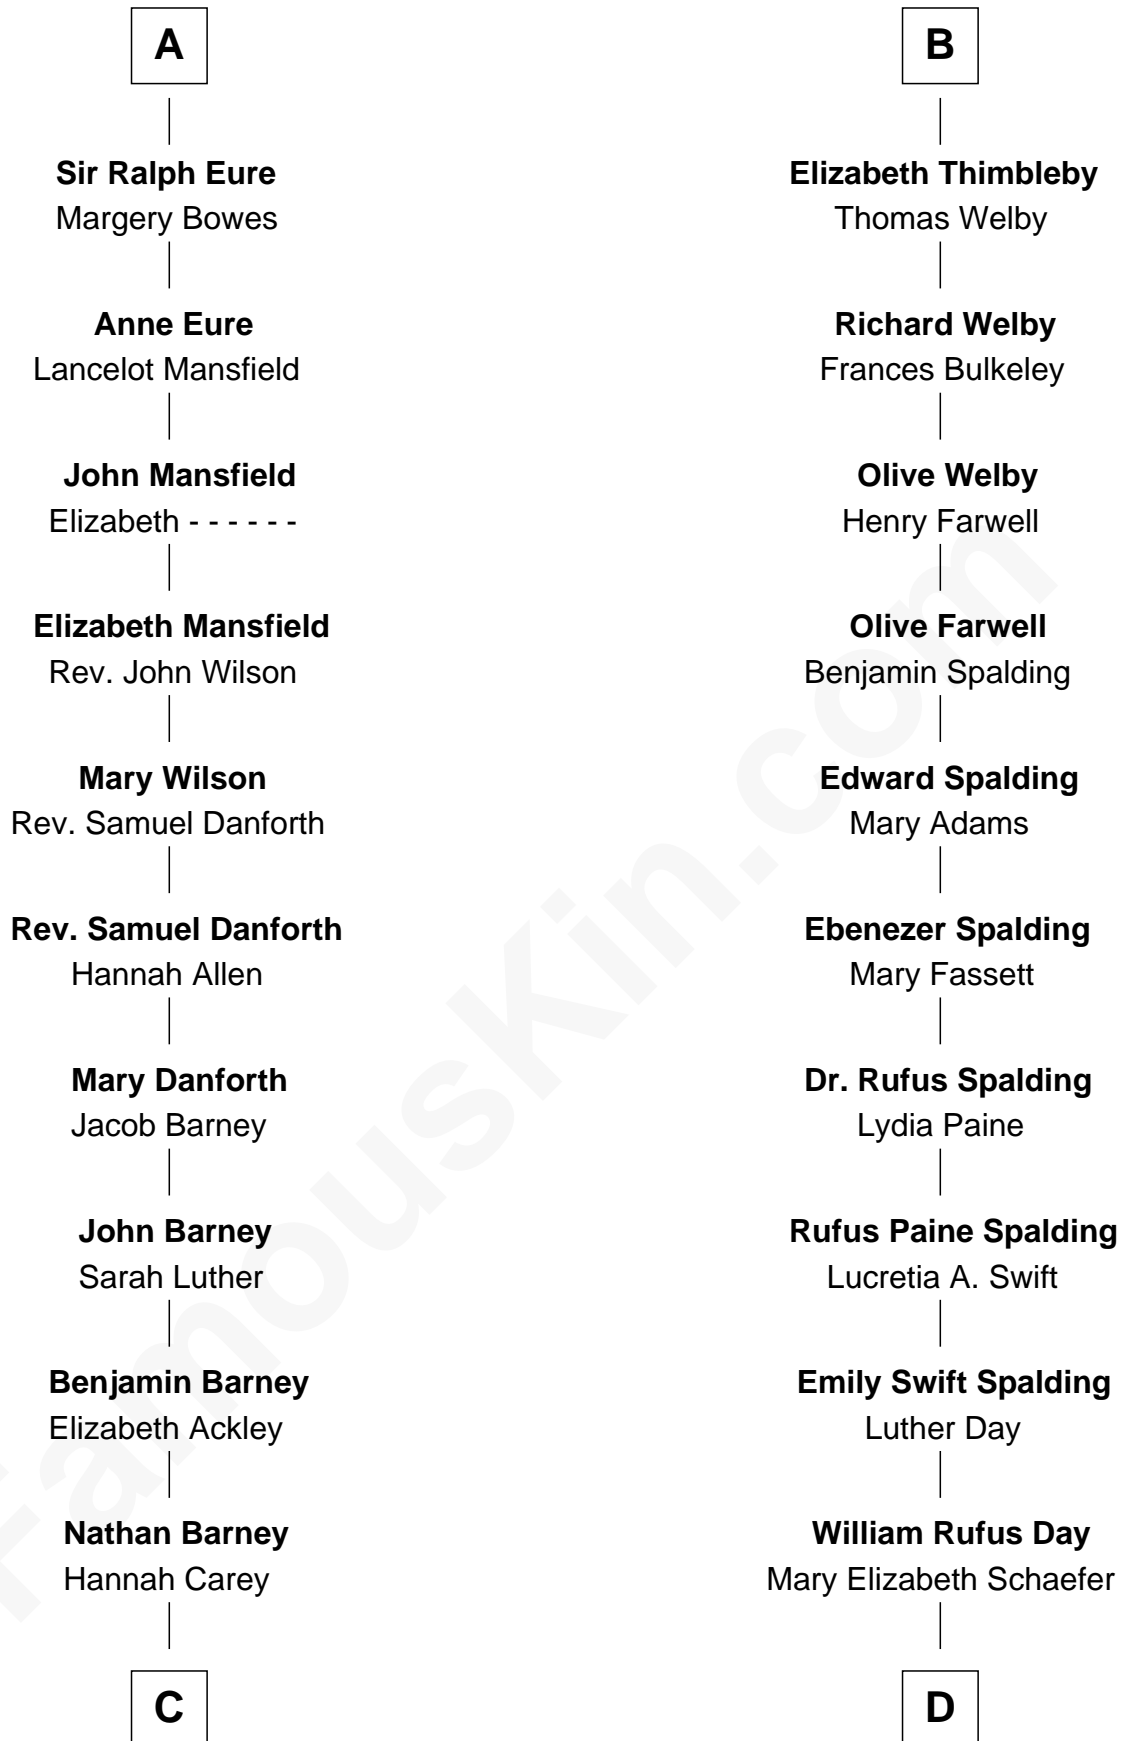 A
Sir Ralph Eure
Margery Bowes
Anne Eure
Lancelot Mansfield
John Mansfield
Elizabeth - - - - - -
Elizabeth Mansfield
Rev. John Wilson
Mary Wilson
Rev. Samuel Danforth
Rev. Samuel Danforth
Hannah Allen
Mary Danforth
Jacob Barney
John Barney
Sarah Luther
Benjamin Barney
Elizabeth Ackley
Nathan Barney
Hannah Carey
C
B
Elizabeth Thimbleby
Thomas Welby
Richard Welby
Frances Bulkeley
Olive Welby
Henry Farwell
Olive Farwell
Benjamin Spalding
Edward Spalding
Mary Adams
Ebenezer Spalding
Mary Fassett
Dr. Rufus Spalding
Lydia Paine
Rufus Paine Spalding
Lucretia A. Swift
Emily Swift Spalding
Luther Day
William Rufus Day
Mary Elizabeth Schaefer
D
FamousKin.com